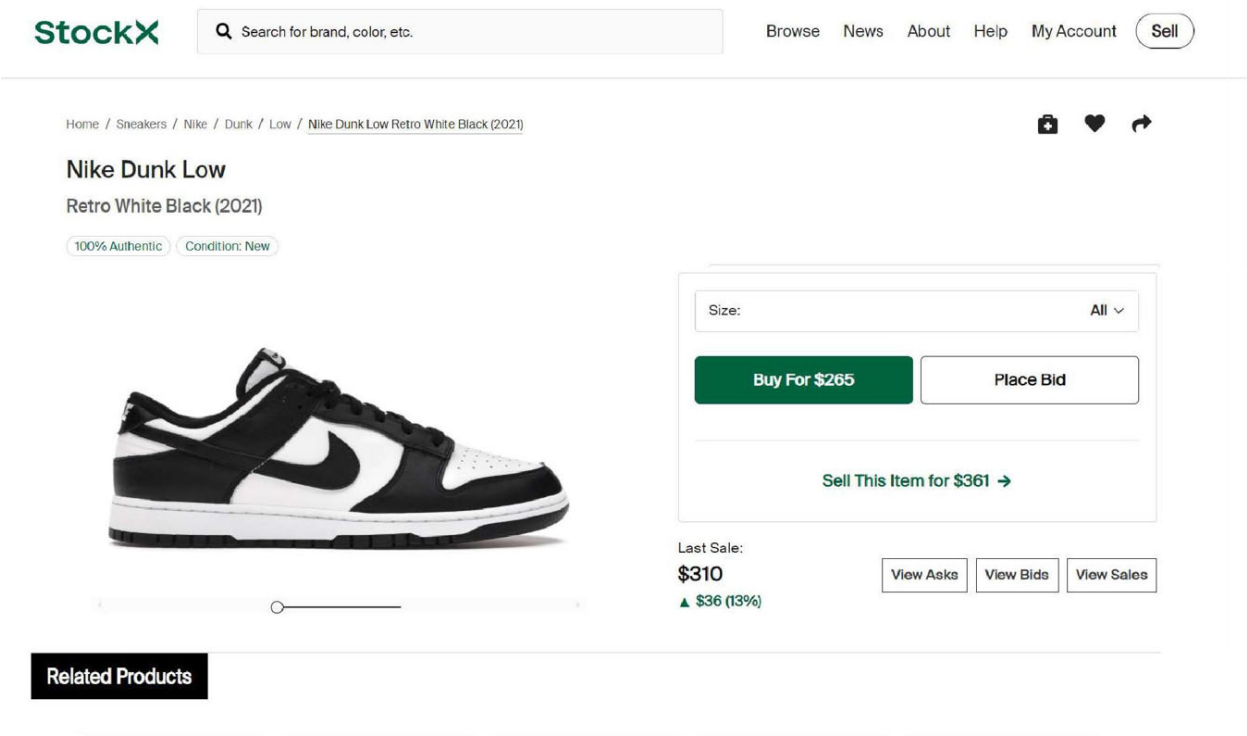 StockX
Search for brand, color, etc.
Browse News About Help My Account Sell
Home / Sneakers / Nike / Dunk / Low / Nike Dunk Low Retro White Black (2021)
Nike Dunk Low
Retro White Black (2021)
100% Authentic Condition: New
Size: All
Buy For $265 Place Bid
Sell This Item for $361 →
Last Sale:
$310
▲ $36 (13%)
View Asks View Bids View Sales
Related Products